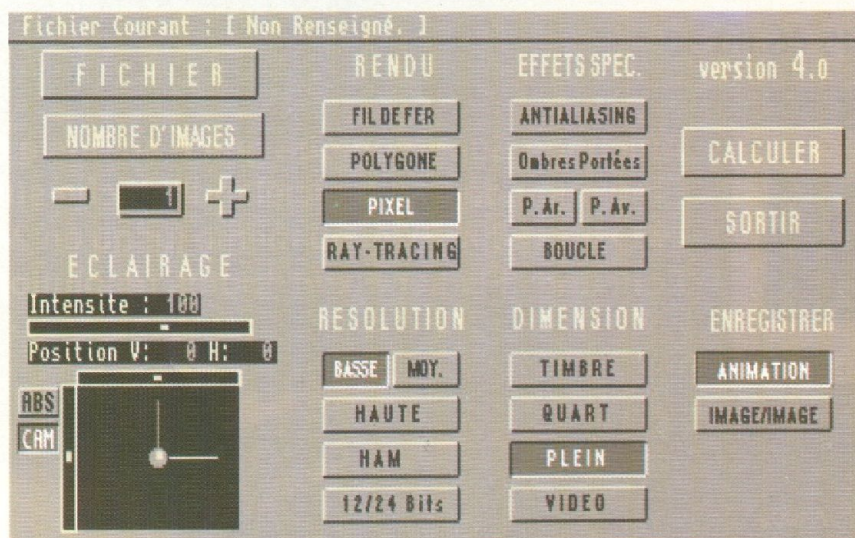 Fichier Courant : [ Non Renseigné. ]
FICHIER
NOMBRE D'IMAGES
1
ECLAIRAGE
Intensite : 100
Position V: 0 H: 0
ABS
CAM
RENDU
FIL DE FER
POLYGONE
PIXEL
RAY-TRACING
RESOLUTION
BASSE MOY.
HAUTE
HAM
12/24 Bits
EFFETS SPEC.
ANTIALIASING
Ombres Portées
P. Ar. P. Av.
BOUCLE
DIMENSION
TIMBRE
QUART
PLEIN
VIDEO
version 4.0
CALCULER
SORTIR
ENREGISTRER
ANIMATION
IMAGE/IMAGE